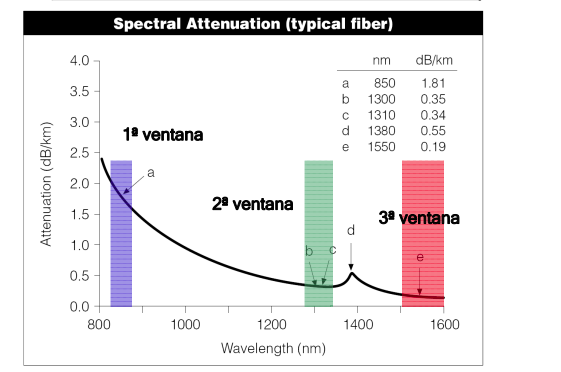 Spectral Attenuation (typical fiber)
nm dB/km
a 850 1.81
b 1300 0.35
c 1310 0.34
d 1380 0.55
e 1550 0.19
4.0
3.5
3.0
2.5
2.0
1.5
1.0
0.5
0.0
Attenuation (dB/km)
1ª ventana
a
2ª ventana
3ª ventana
b c
d
e
800 1000 1200 1400 1600
Wavelength (nm)